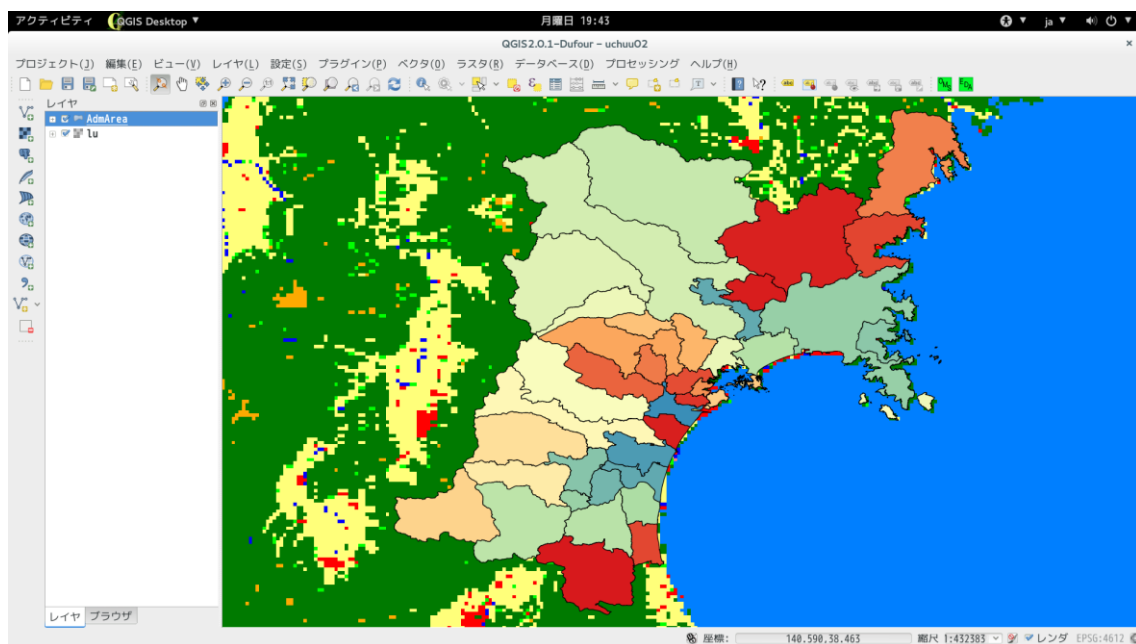 アクティビティ QGIS Desktop ▼ 月曜日 19:43 ja ▼
QGIS2.0.1-Dufour - uchuu02 ×
プロジェクト(J) 編集(E) ビュー(V) レイヤ(L) 設定(S) プラグイン(P) ベクタ(O) ラスタ(R) データベース(D) プロセッシング ヘルプ(H)
レイヤ
AdmArea
lu
レイヤ ブラウザ
座標: 140.590,38.463 縮尺 1:432383 レンダ EPSG:4612